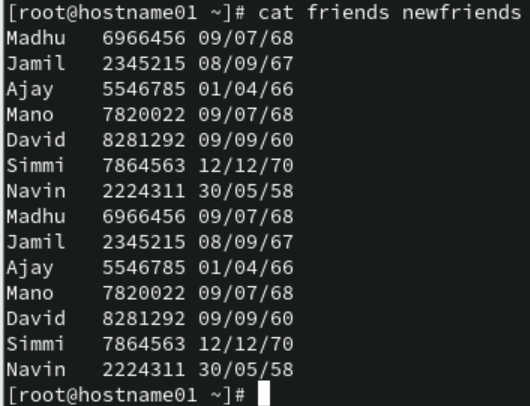 [root@hostname01 ~]# cat friends newfriends
Madhu   6966456 09/07/68
Jamil   2345215 08/09/67
Ajay    5546785 01/04/66
Mano    7820022 09/07/68
David   8281292 09/09/60
Simmi   7864563 12/12/70
Navin   2224311 30/05/58
Madhu   6966456 09/07/68
Jamil   2345215 08/09/67
Ajay    5546785 01/04/66
Mano    7820022 09/07/68
David   8281292 09/09/60
Simmi   7864563 12/12/70
Navin   2224311 30/05/58
[root@hostname01 ~]#